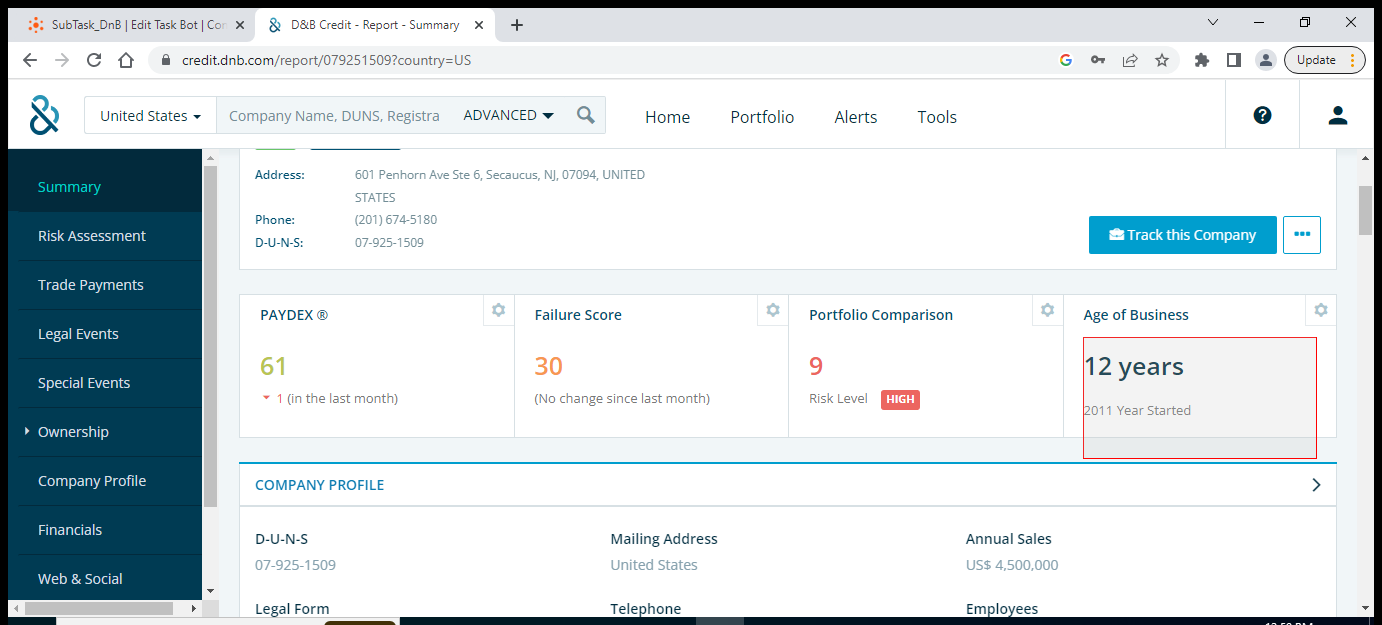 SubTask_DnB | Edit Task Bot | Co
D&B Credit - Report - Summary
credit.dnb.com/report/079251509?country=US
Update
United States
Company Name, DUNS, Registra
ADVANCED
Home
Portfolio
Alerts
Tools
Summary
Risk Assessment
Trade Payments
Legal Events
Special Events
Ownership
Company Profile
Financials
Web & Social
Address:
601 Penhorn Ave Ste 6, Secaucus, NJ, 07094, UNITED
STATES
Phone:
(201) 674-5180
D-U-N-S:
07-925-1509
Track this Company
PAYDEX ®
61
1 (in the last month)
Failure Score
30
(No change since last month)
Portfolio Comparison
9
Risk Level HIGH
Age of Business
12 years
2011 Year Started
COMPANY PROFILE
D-U-N-S
07-925-1509
Mailing Address
United States
Annual Sales
US$ 4,500,000
Legal Form
Telephone
Employees